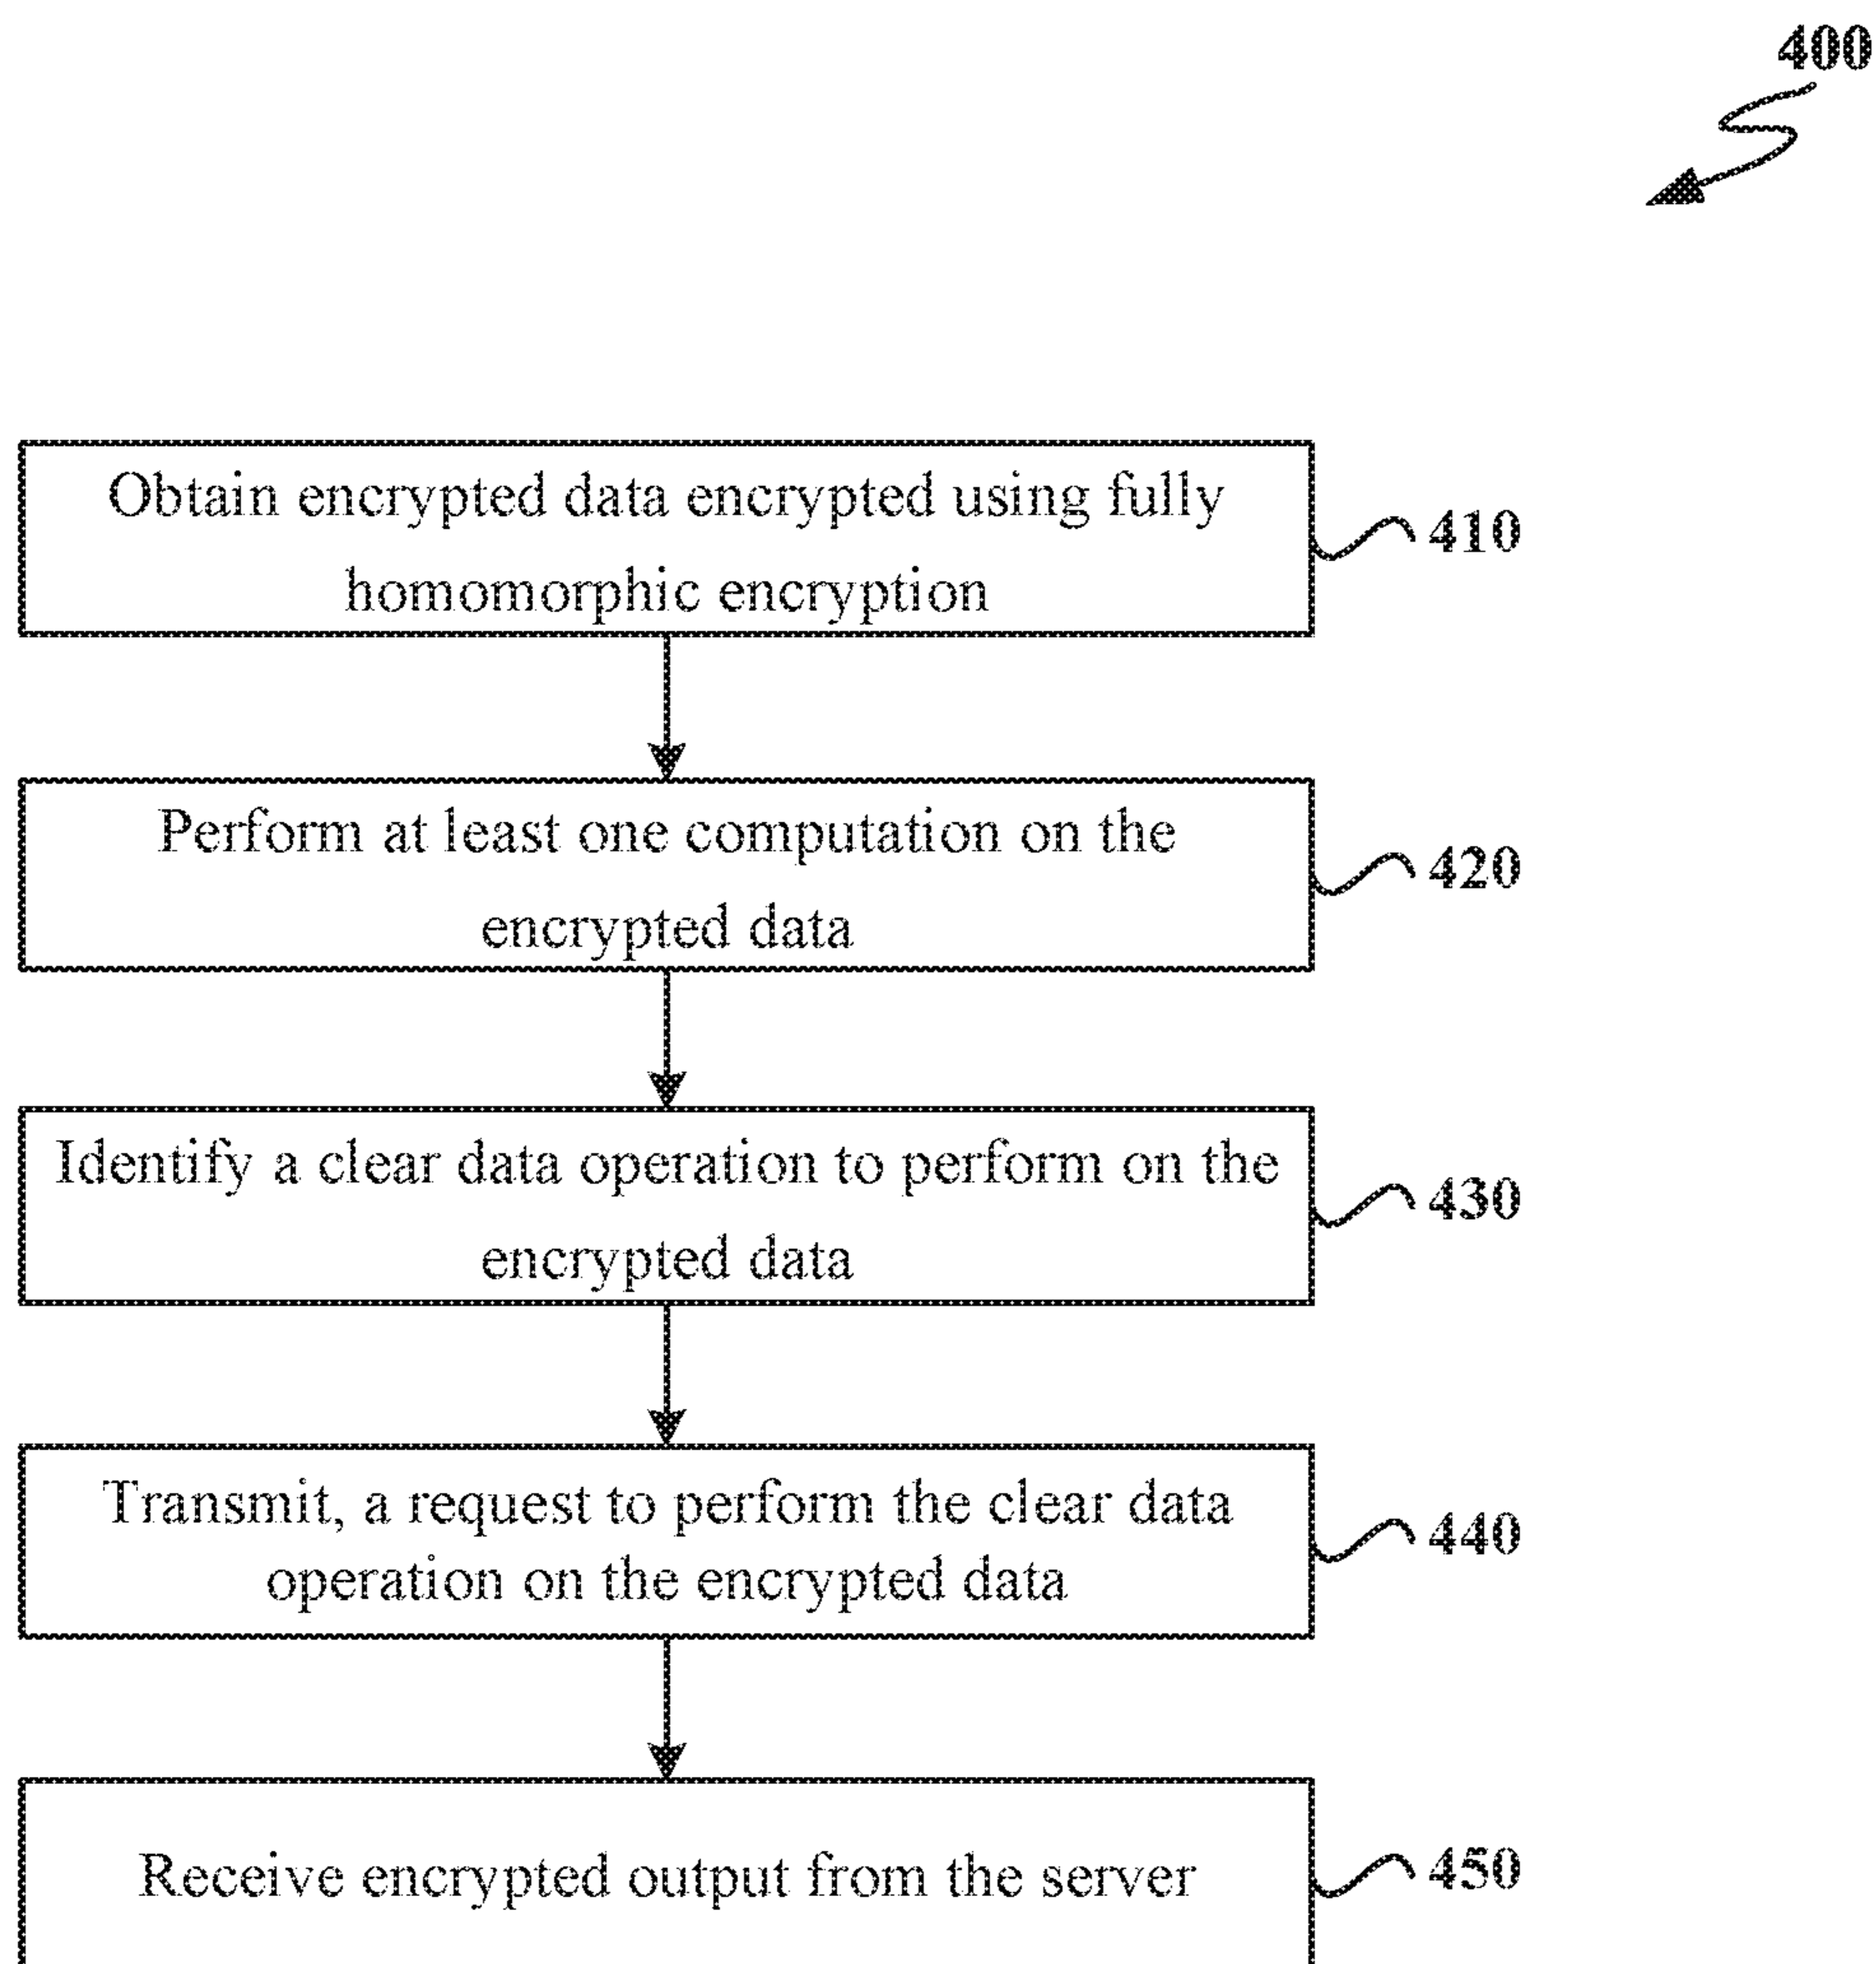 400
Obtain encrypted data encrypted using fully
homomorphic encryption
410
Perform at least one computation on the
encrypted data
420
Identify a clear data operation to perform on the
encrypted data
430
Transmit, a request to perform the clear data
operation on the encrypted data
440
Receive encrypted output from the server
450